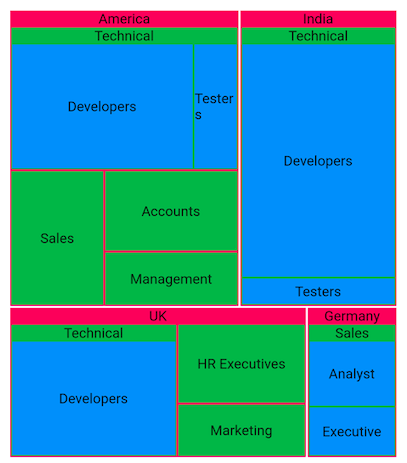 America
Technical
Developers
Tester
s
Sales
Accounts
Management
India
Technical
Developers
Testers
UK
Technical
Developers
HR Executives
Marketing
Germany
Sales
Analyst
Executive